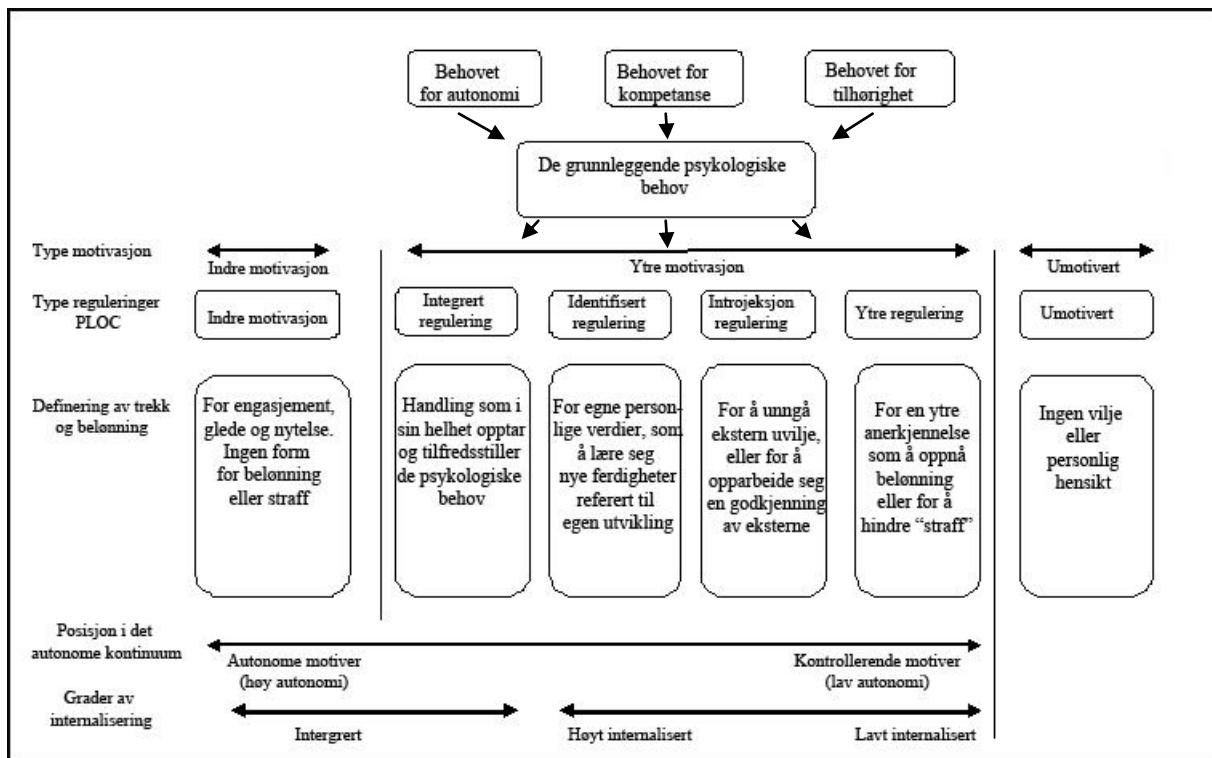 Behovet
for autonomi
Behovet for
kompetanse
Behovet for
tilhørighet
De grunnleggende psykologiske
behov
Type motivasjon
Indre motivasjon
Ytre motivasjon
Umotivert
Type reguleringer
PLOC
Indre motivasjon
Integrert
regulering
Identifisert
regulering
Introjeksjon
regulering
Ytre regulering
Umotivert
Definering av trekk
og belønning
For engasjement,
glede og nytelse.
Ingen form
for belønning
eller straff
Handling som i
sin helhet opptar
og tilfredsstiller
de psykologiske
behov
For egne person-
lige verdier, som
å lære seg
nye ferdigheter
referert til
egen utvikling
For å unngå
ekstern uvilje,
eller for å
opparbeide seg
en godkjenning
av eksterne
For en ytre
anerkjennelse
som å oppnå
belønning
eller for å
hindre “straff”
Ingen vilje
eller
personlig
hensikt
Posisjon i det
autonome kontinuum
Autonome motiver
(høy autonomi)
Kontrollerende motiver
(lav autonomi)
Grader av
internalisering
Intergrert
Høyt internalisert
Lavt internalisert